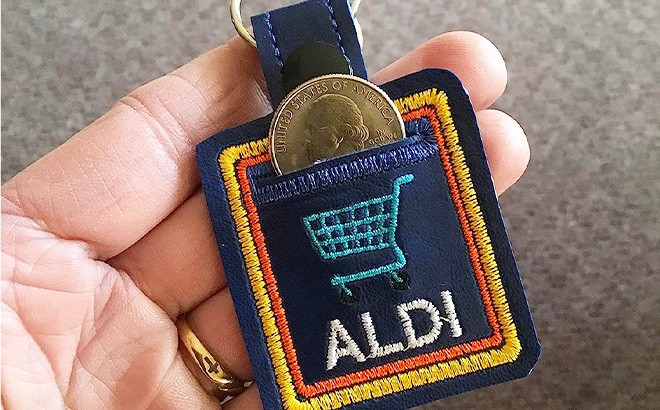 UNITED STATES OF AMERICA
ALDI